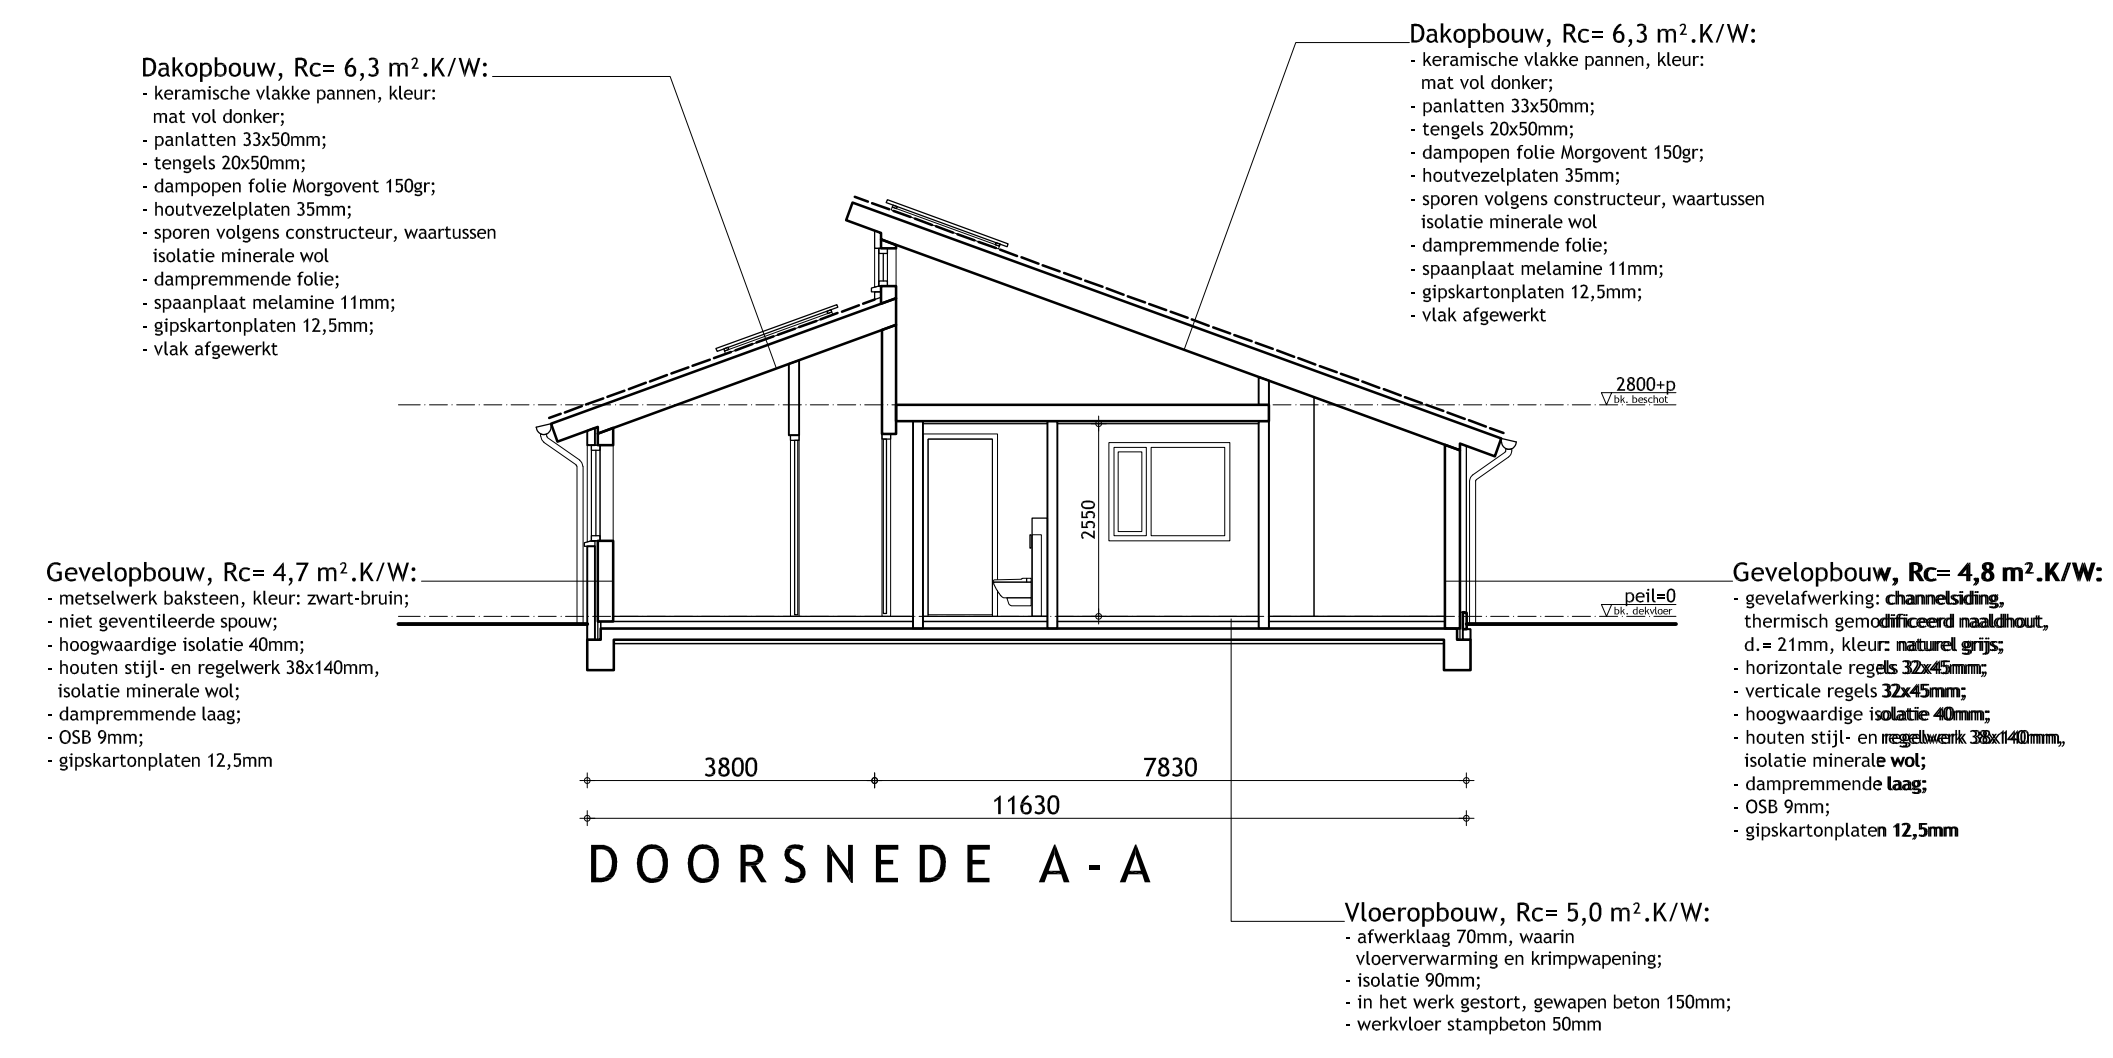 Dakopbouw, Rc= 6,3 m².K/W:
- keramische vlakke pannen, kleur:
mat vol donker;
- panlatten 33x50mm;
- tengels 20x50mm;
- dampopen folie Morgovent 150gr;
- houtvezelplaten 35mm;
- sporen volgens constructeur, waartussen
isolatie minerale wol
- dampremmende folie;
- spaanplaat melamine 11mm;
- gipskartonplaten 12,5mm;
- vlak afgewerkt
Dakopbouw, Rc= 6,3 m².K/W:
- keramische vlakke pannen, kleur:
mat vol donker;
- panlatten 33x50mm;
- tengels 20x50mm;
- dampopen folie Morgovent 150gr;
- houtvezelplaten 35mm;
- sporen volgens constructeur, waartussen
isolatie minerale wol
- dampremmende folie;
- spaanplaat melamine 11mm;
- gipskartonplaten 12,5mm;
- vlak afgewerkt
2800+p
bk. beschot
2550
Gevelopbouw, Rc= 4,7 m².K/W:
- metselwerk baksteen, kleur: zwart-bruin;
- niet geventileerde spouw;
- hoogwaardige isolatie 40mm;
- houten stijl- en regelwerk 38x140mm,
isolatie minerale wol;
- dampremmende laag;
- OSB 9mm;
- gipskartonplaten 12,5mm
peil=0
bk. dekvloer
Gevelopbouw, Rc= 4,8 m².K/W:
- gevelafwerking: channelsiding,
thermisch gemodificeerd naaldhout,
d.= 21mm, kleur: naturel grijs;
- horizontale regels 32x45mm;
- verticale regels 32x45mm;
- hoogwaardige isolatie 40mm;
- houten stijl- en regelwerk 38x140mm,
isolatie minerale wol;
- dampremmende laag;
- OSB 9mm;
- gipskartonplaten 12,5mm
3800
7830
11630
DOORSNEDE A-A
Vloeropbouw, Rc= 5,0 m².K/W:
- afwerklaag 70mm, waarin
vloerverwarming en krimpwapening;
- isolatie 90mm;
- in het werk gestort, gewapen beton 150mm;
- werkvloer stampbeton 50mm